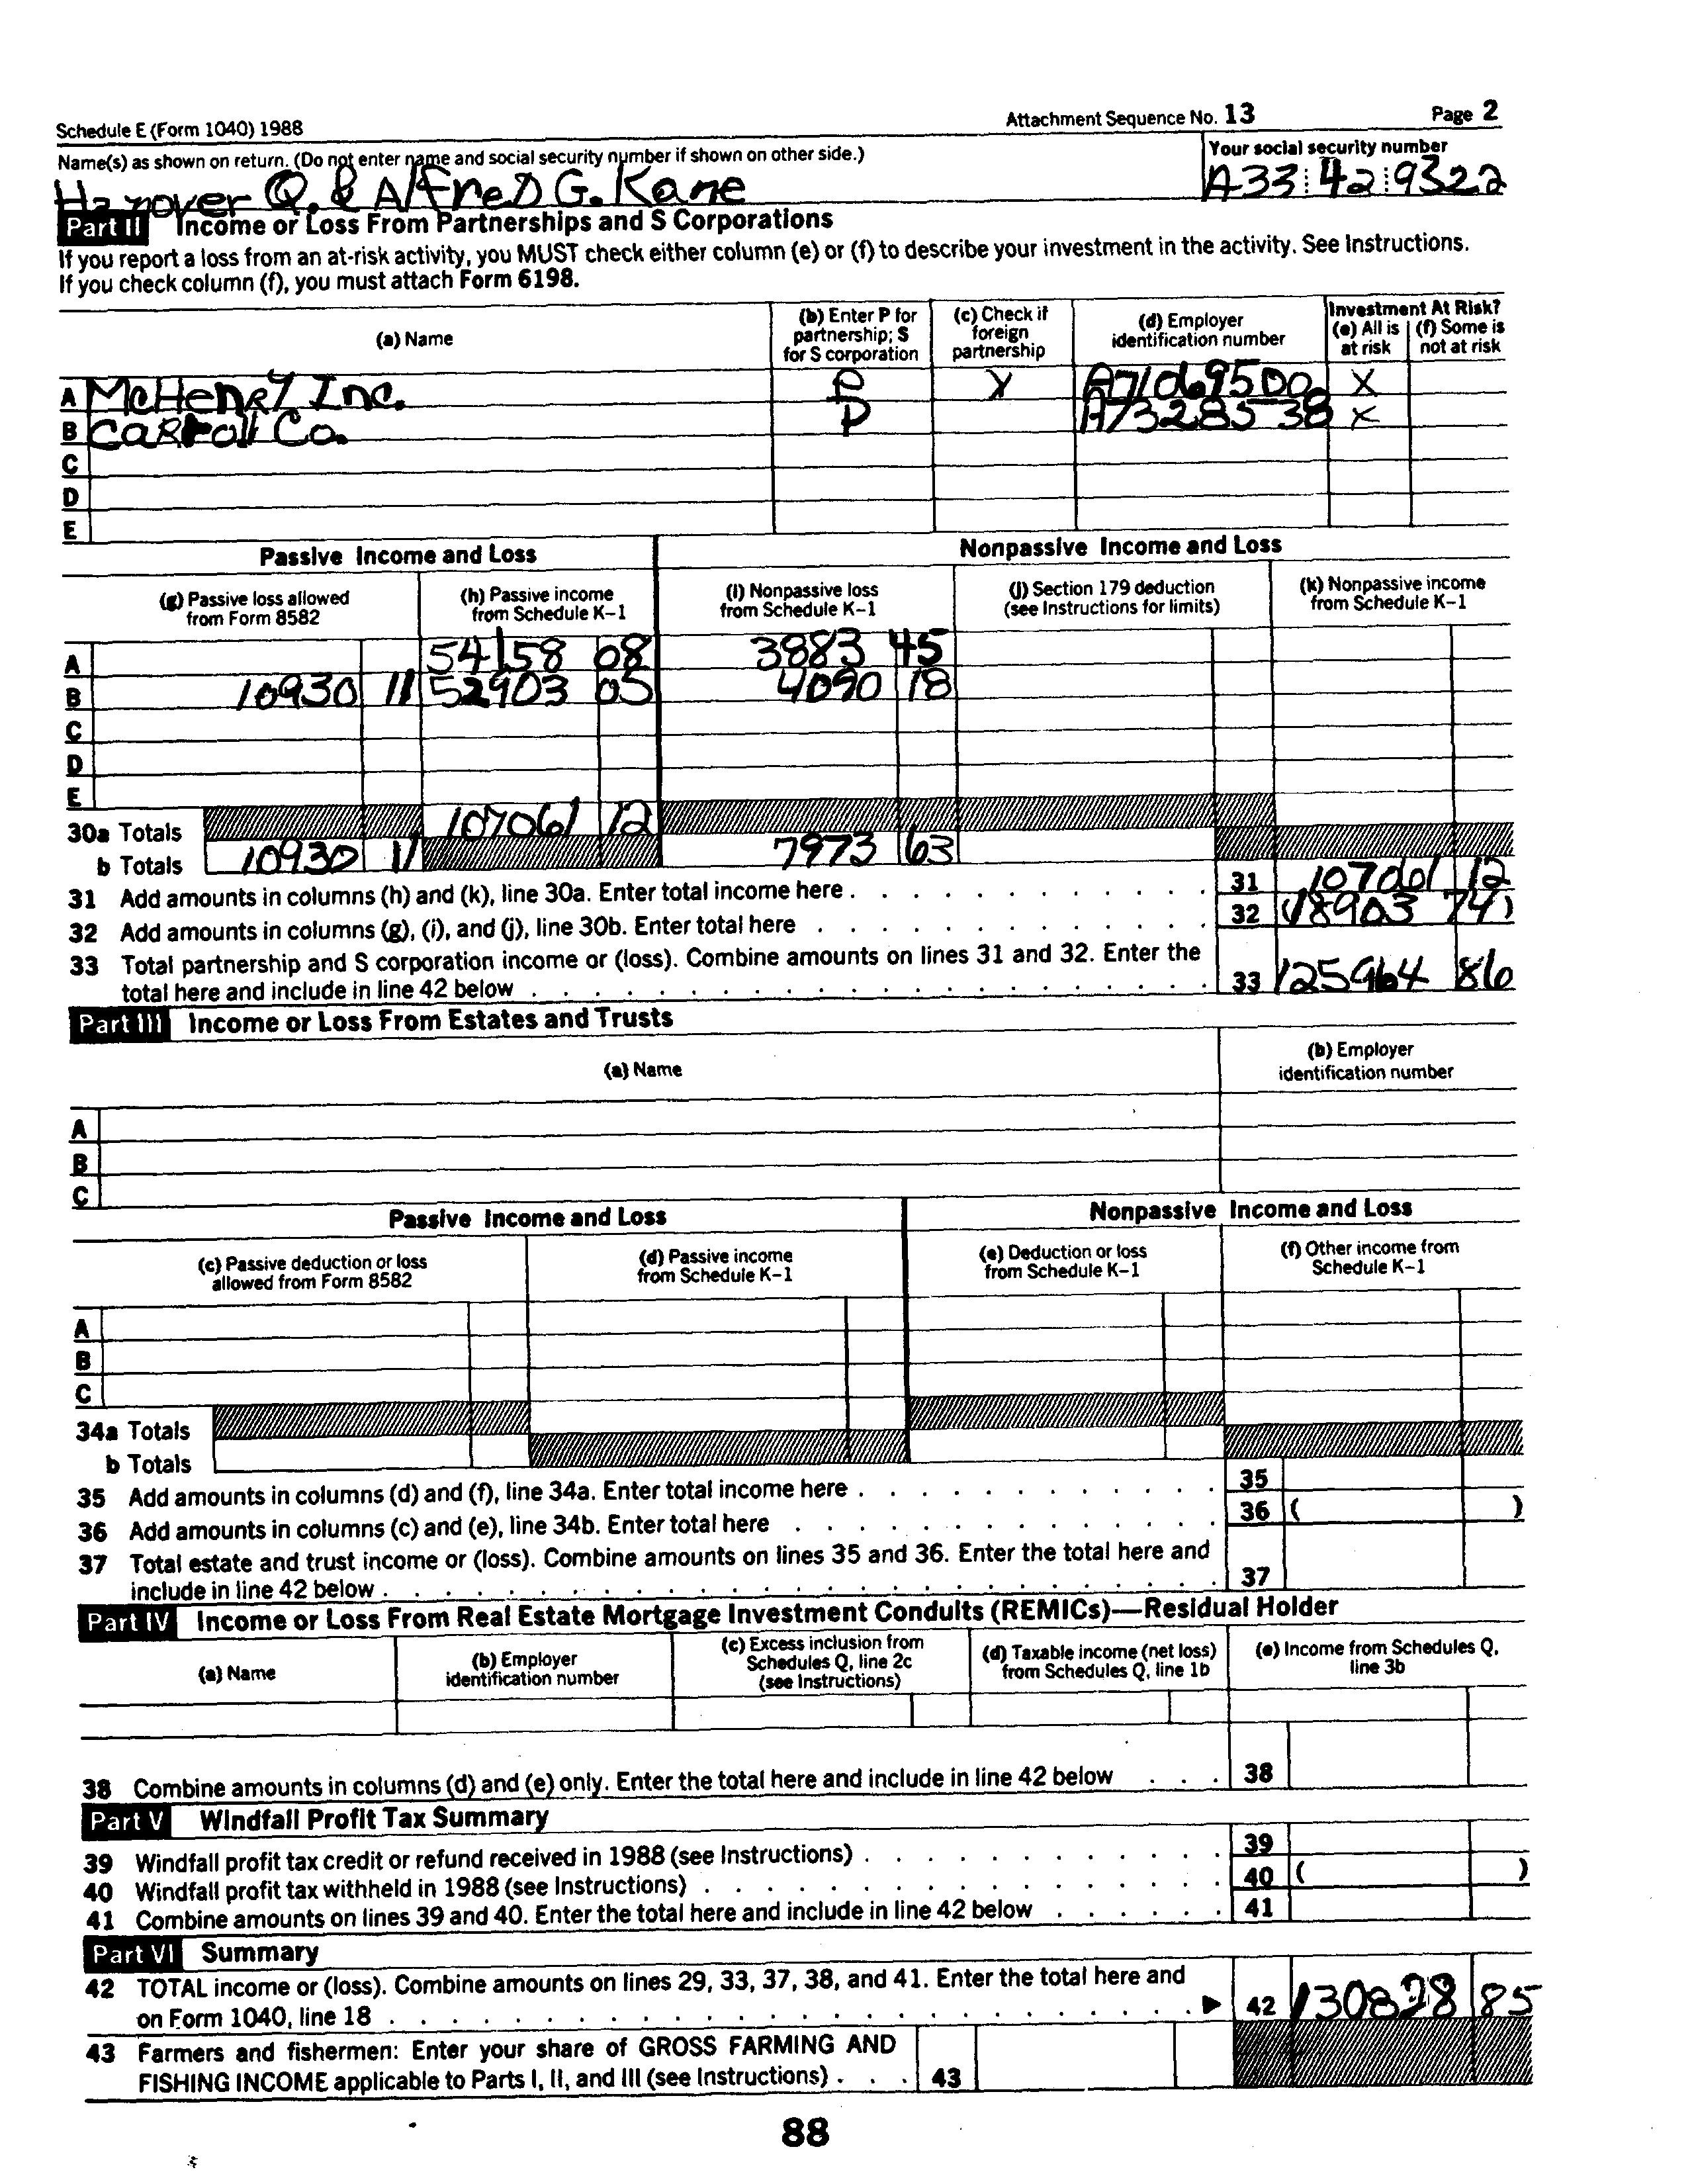 Schedule E (Form 1040) 1988 Attachment Sequence No. 13 Page 2
Name(s) as shown on return. (Do not enter name and social security number if shown on other side.) Your social security number
Hanover Q. & AlfreD G. Kane A33 42 9322
Part II Income or Loss From Partnerships and S Corporations
If you report a loss from an at-risk activity, you MUST check either column (e) or (f) to describe your investment in the activity. See Instructions.
If you check column (f), you must attach Form 6198.
(a) Name (b) Enter P for partnership; S for S corporation (c) Check if foreign partnership (d) Employer identification number Investment At Risk? (e) All is at risk (f) Some is not at risk
A McHenRy Inc. P X A71069500 X
B CaRRoll Co. P A73285538 X
C
D
E
Passive Income and Loss Nonpassive Income and Loss
(g) Passive loss allowed from Form 8582 (h) Passive income from Schedule K–1 (i) Nonpassive loss from Schedule K–1 (j) Section 179 deduction (see Instructions for limits) (k) Nonpassive income from Schedule K–1
A 54158 08 3883 45
B 10930 11 52903 05 4090 18
C
D
E
30a Totals 107061 12
b Totals 10930 11 7973 63
31 Add amounts in columns (h) and (k), line 30a. Enter total income here . 31 107061 12
32 Add amounts in columns (g), (i), and (j), line 30b. Enter total here . 32 (18903 74)
33 Total partnership and S corporation income or (loss). Combine amounts on lines 31 and 32. Enter the
total here and include in line 42 below . 33 125964 86
Part III Income or Loss From Estates and Trusts
(a) Name (b) Employer identification number
A
B
C
Passive Income and Loss Nonpassive Income and Loss
(c) Passive deduction or loss allowed from Form 8582 (d) Passive income from Schedule K–1 (e) Deduction or loss from Schedule K–1 (f) Other income from Schedule K–1
A
B
C
34a Totals
b Totals
35 Add amounts in columns (d) and (f), line 34a. Enter total income here . 35
36 Add amounts in columns (c) and (e), line 34b. Enter total here . 36 ( )
37 Total estate and trust income or (loss). Combine amounts on lines 35 and 36. Enter the total here and
include in line 42 below . 37
Part IV Income or Loss From Real Estate Mortgage Investment Conduits (REMICs)—Residual Holder
(a) Name (b) Employer identification number (c) Excess inclusion from Schedules Q, line 2c (see Instructions) (d) Taxable income (net loss) from Schedules Q, line 1b (e) Income from Schedules Q, line 3b
38 Combine amounts in columns (d) and (e) only. Enter the total here and include in line 42 below . . . 38
Part V Windfall Profit Tax Summary
39 Windfall profit tax credit or refund received in 1988 (see Instructions) . 39
40 Windfall profit tax withheld in 1988 (see Instructions) . 40 ( )
41 Combine amounts on lines 39 and 40. Enter the total here and include in line 42 below . 41
Part VI Summary
42 TOTAL income or (loss). Combine amounts on lines 29, 33, 37, 38, and 41. Enter the total here and
on Form 1040, line 18 . ▶ 42 130828 85
43 Farmers and fishermen: Enter your share of GROSS FARMING AND
FISHING INCOME applicable to Parts I, II, and III (see Instructions) . . . 43
88